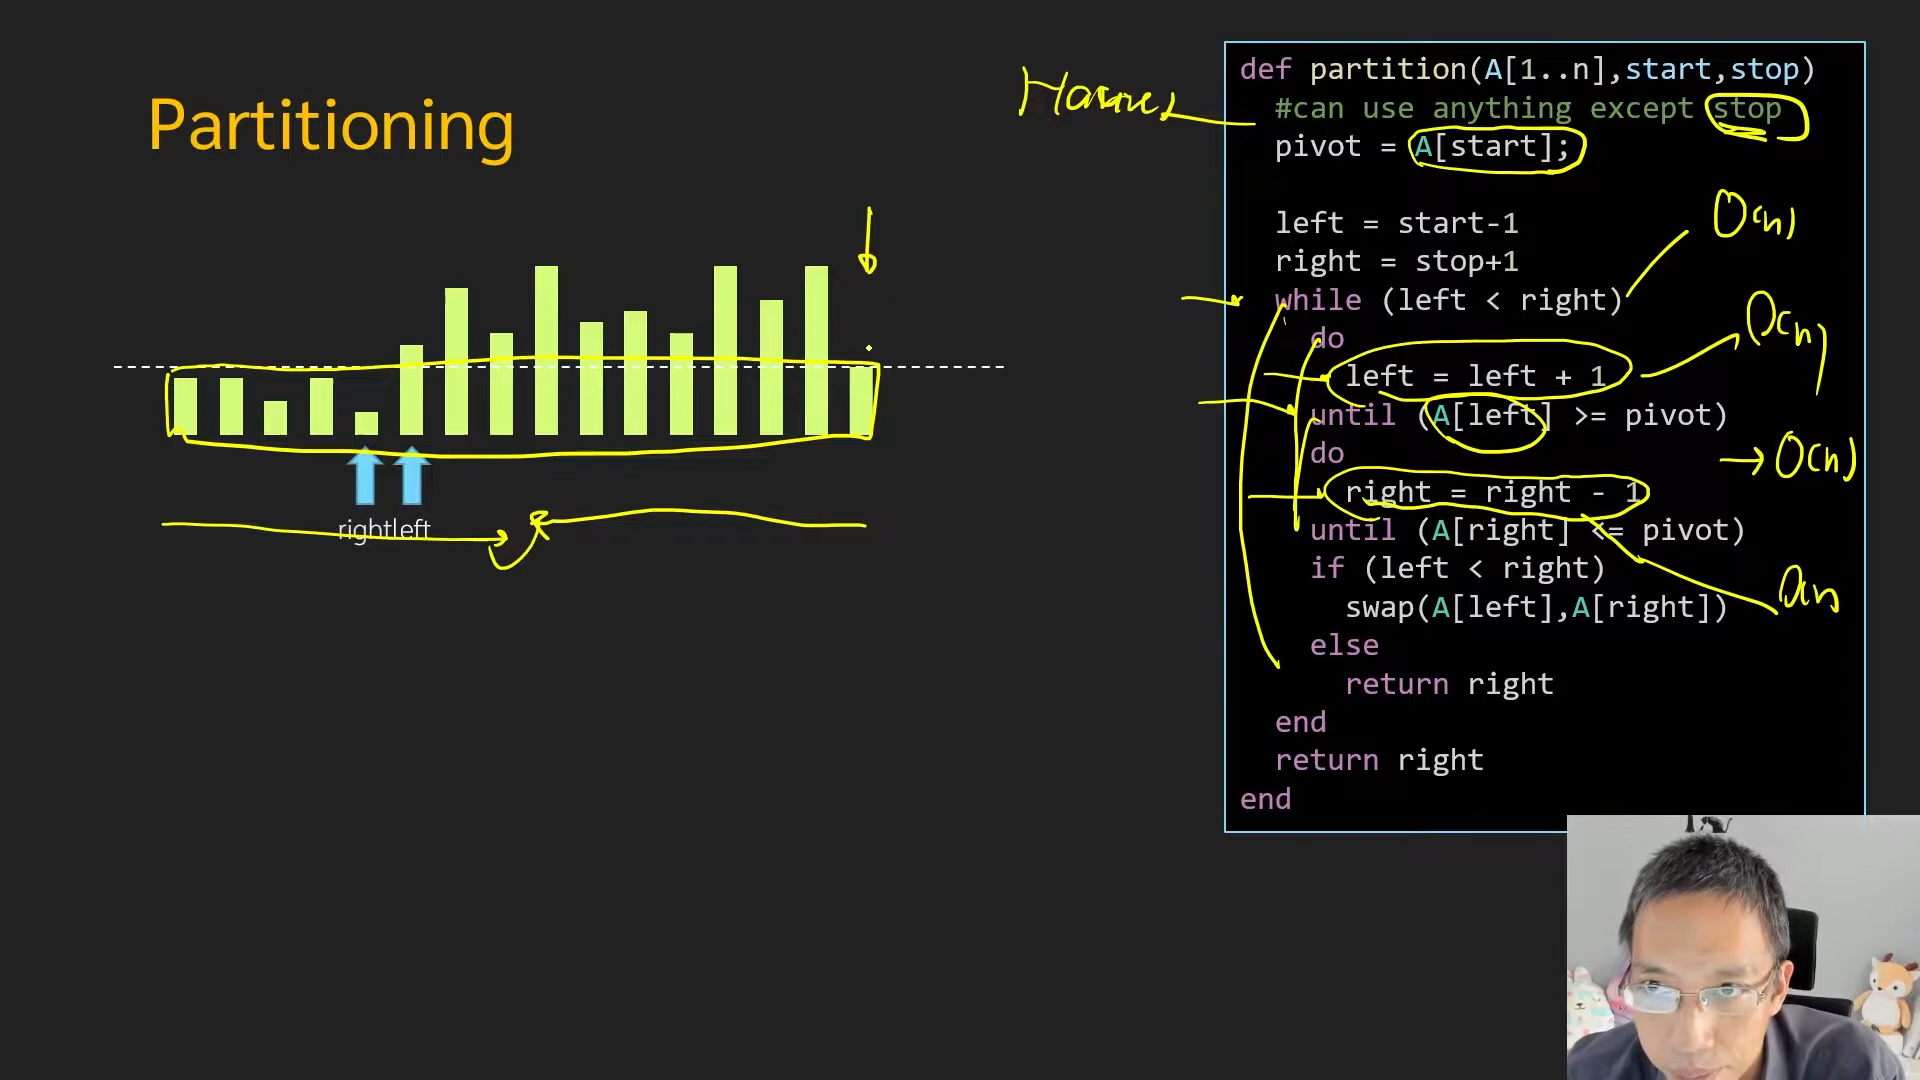 Partitioning
rightleft
def partition(A[1..n],start,stop)
#can use anything except stop
pivot = A[start];
left = start-1
right = stop+1
while (left < right)
do
left = left + 1
until (A[left] >= pivot)
do
right = right - 1
until (A[right] <= pivot)
if (left < right)
swap(A[left],A[right])
else
return right
end
return right
end
O(n)
O(n)
O(n)